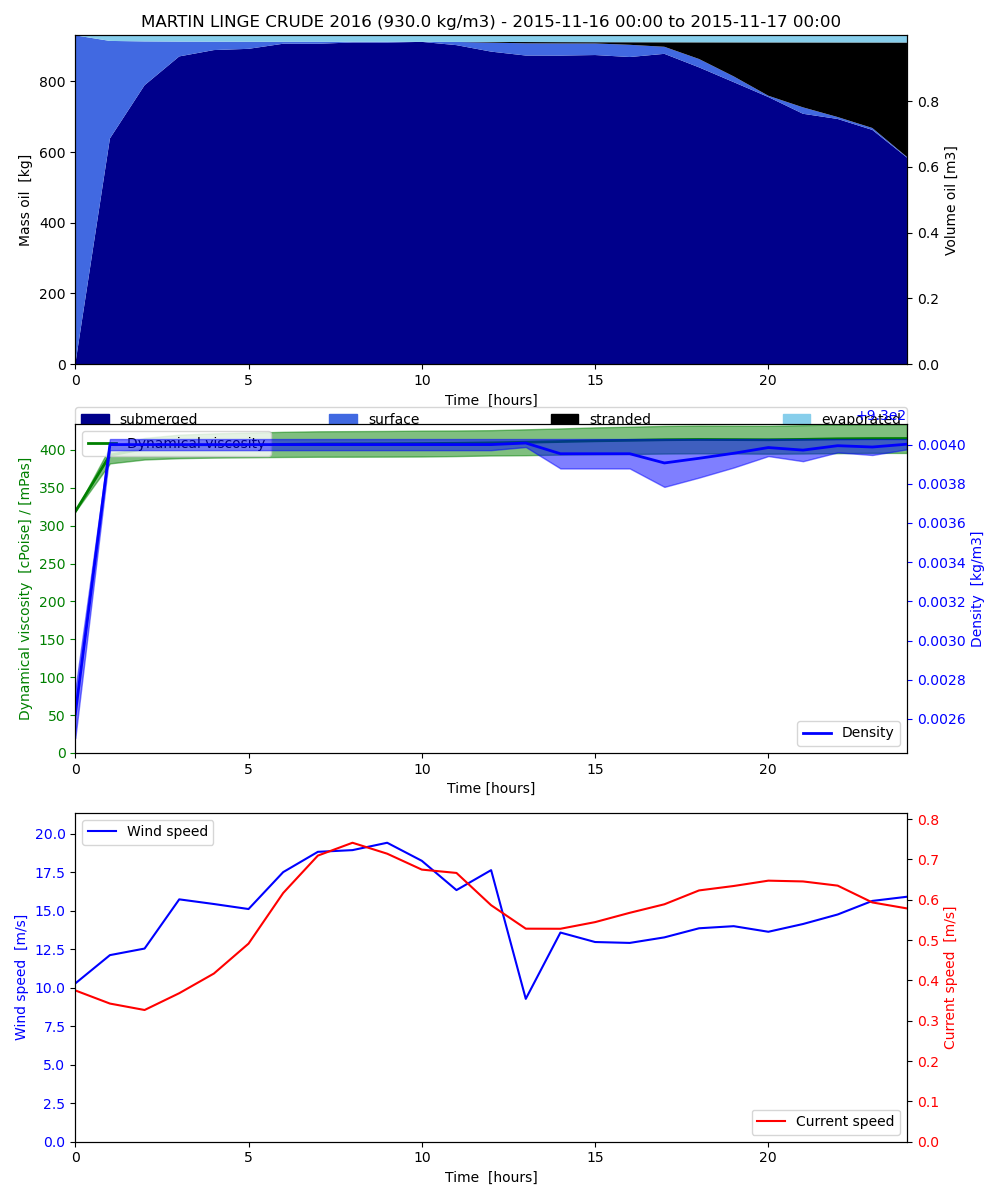 MARTIN LINGE CRUDE 2016 (930.0 kg/m3) - 2015-11-16 00:00 to 2015-11-17 00:00
Mass oil [kg]
800
600
400
200
0
0.8
0.6
0.4
0.2
0.0
Volume oil [m3]
0 5 10 15 20
Time [hours]
submerged surface stranded evaporated
+9.3e2
Dynamical viscosity
Dynamical viscosity [cPoise] / [mPas]
400
350
300
250
200
150
100
50
0
0.0040
0.0038
0.0036
0.0034
0.0032
0.0030
0.0028
0.0026
Density [kg/m3]
Density
0 5 10 15 20
Time [hours]
Wind speed
Wind speed [m/s]
20.0
17.5
15.0
12.5
10.0
7.5
5.0
2.5
0.0
0.8
0.7
0.6
0.5
0.4
0.3
0.2
0.1
0.0
Current speed [m/s]
Current speed
0 5 10 15 20
Time [hours]